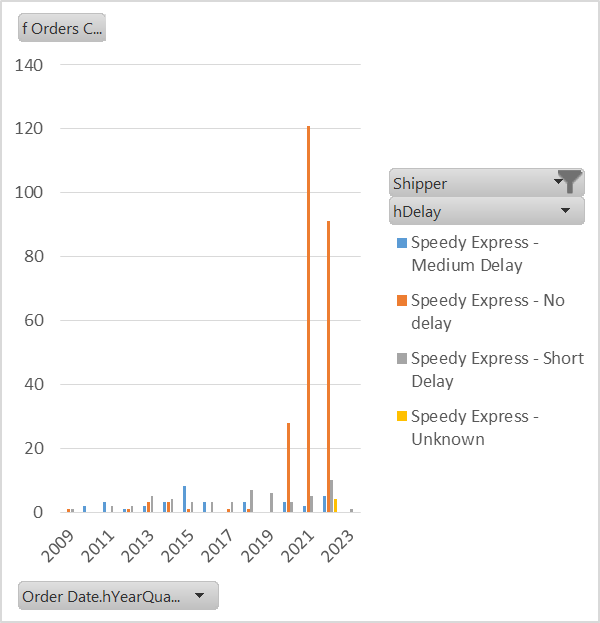 f Orders C...
140
120
100
80
60
40
20
0
2009
2011
2013
2015
2017
2019
2021
2023
Shipper
hDelay
Speedy Express -
Medium Delay
Speedy Express - No
delay
Speedy Express - Short
Delay
Speedy Express -
Unknown
Order Date.hYearQua...